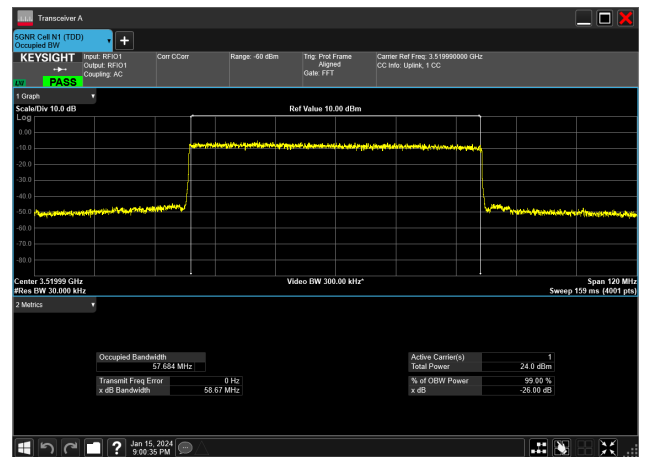 Transceiver A
5GNR Cell N1 (TDD)
Occupied BW
+
KEYSIGHT
LXI
PASS
Input: RFIO1
Output: RFIO1
Coupling: AC
Corr CCorr
Range: -60 dBm
Trig: Prot Frame
Aligned
Gate: FFT
Carrier Ref Freq: 3.519990000 GHz
CC Info: Uplink, 1 CC
1 Graph
Scale/Div 10.0 dB
Ref Value 10.00 dBm
Log
0.00
-10.0
-20.0
-30.0
-40.0
-50.0
-60.0
-70.0
-80.0
Center 3.51999 GHz
Video BW 300.00 kHz*
Span 120 MHz
#Res BW 30.000 kHz
Sweep 159 ms (4001 pts)
2 Metrics
Occupied Bandwidth
57.684 MHz
Transmit Freq Error 0 Hz
x dB Bandwidth 58.67 MHz
Active Carrier(s) 1
Total Power 24.0 dBm
% of OBW Power 99.00 %
x dB -26.00 dB
?
Jan 15, 2024
9:00:35 PM